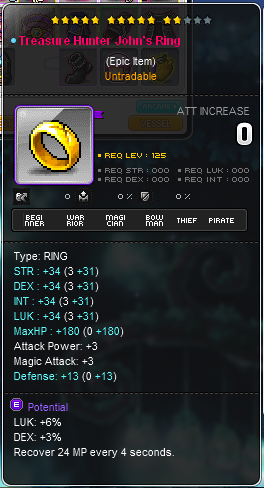 Treasure Hunter John's Ring
(Epic Item)
Untradable
ATT INCREASE
0
REQ LEV : 125
REQ STR : 000 REQ LUK : 000
REQ DEX : 000 REQ INT : 000
0 0 0
BEGINNER WARRIOR MAGICIAN BOWMAN THIEF PIRATE
Type: RING
STR : +34 (3 +31)
DEX : +34 (3 +31)
INT : +34 (3 +31)
LUK : +34 (3 +31)
MaxHP : +180 (0 +180)
Attack Power: +3
Magic Attack: +3
Defense: +13 (0 +13)
E Potential
LUK: +6%
DEX: +3%
Recover 24 MP every 4 seconds.